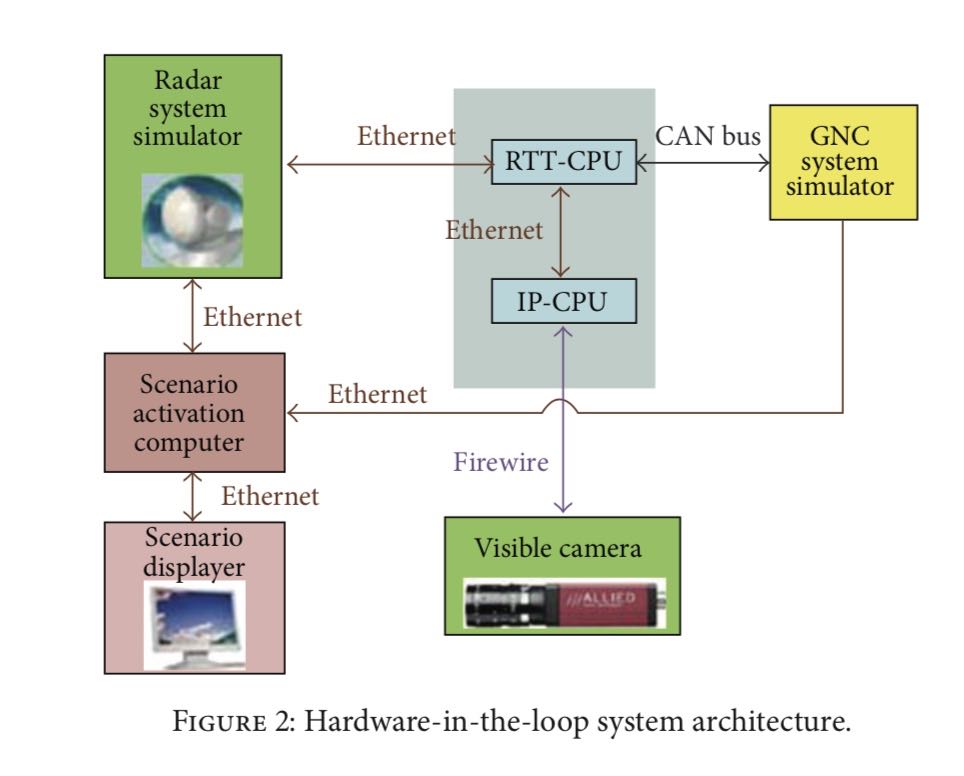 Radar
system
simulator
Ethernet
RTT-CPU
CAN bus
GNC
system
simulator
Ethernet
IP-CPU
Ethernet
Scenario
activation
computer
Ethernet
Firewire
Ethernet
Scenario
displayer
Visible camera
///ALLIED
FIGURE 2: Hardware-in-the-loop system architecture.